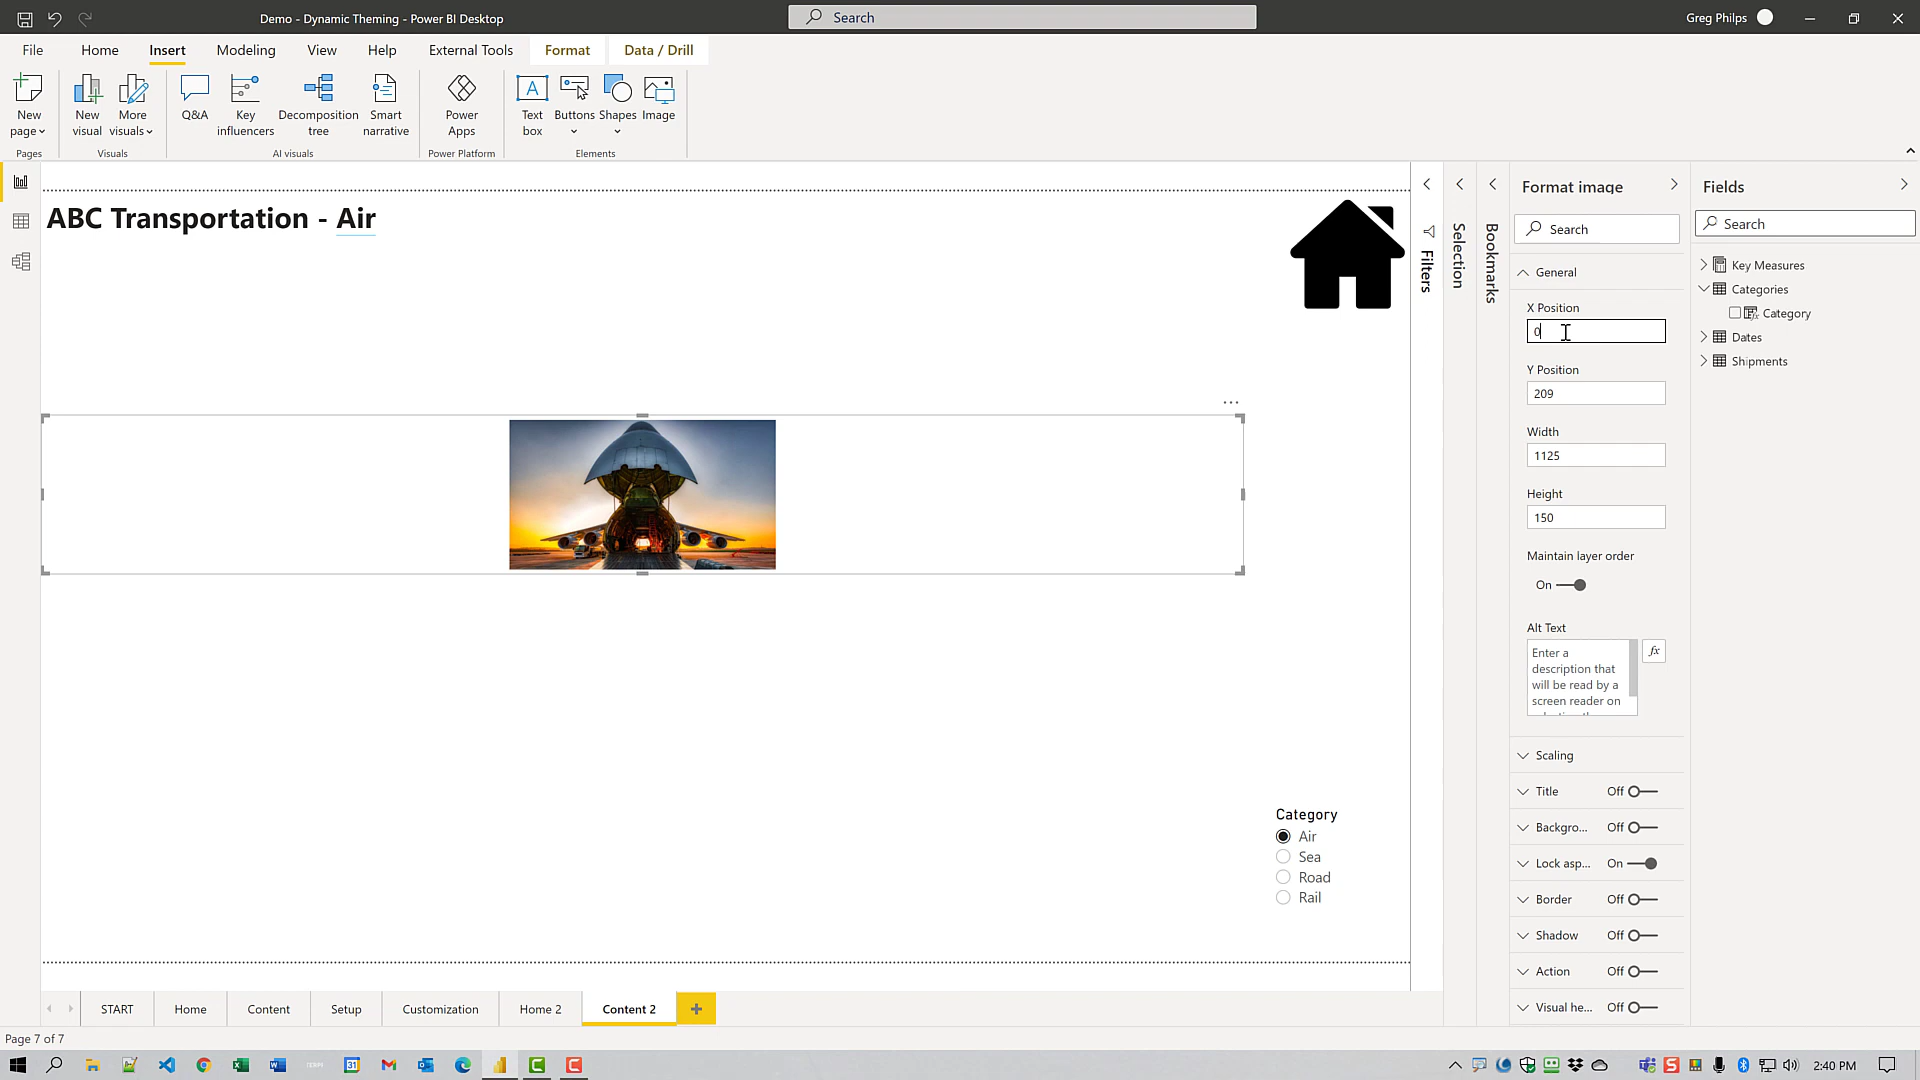 Demo - Dynamic Theming - Power BI Desktop
Search
Greg Philps
File
Home
Insert
Modeling
View
Help
External Tools
Format
Data / Drill
New page
New visual
More visuals
Q&A
Key influencers
Decomposition tree
Smart narrative
Power Apps
Text box
Buttons
Shapes
Image
Pages
Visuals
AI visuals
Power Platform
Elements
ABC Transportation - Air
Filters
Selection
Bookmarks
Format image
Search
General
X Position
0
Y Position
209
Width
1125
Height
150
Maintain layer order
On
Alt Text
Enter a
description that
will be read by a
screen reader on
fx
Scaling
Title Off
Backgro... Off
Lock asp... On
Border Off
Shadow Off
Action Off
Visual he... Off
Fields
Search
Key Measures
Categories
Category
Dates
Shipments
Category
Air
Sea
Road
Rail
START
Home
Content
Setup
Customization
Home 2
Content 2
Page 7 of 7
2:40 PM